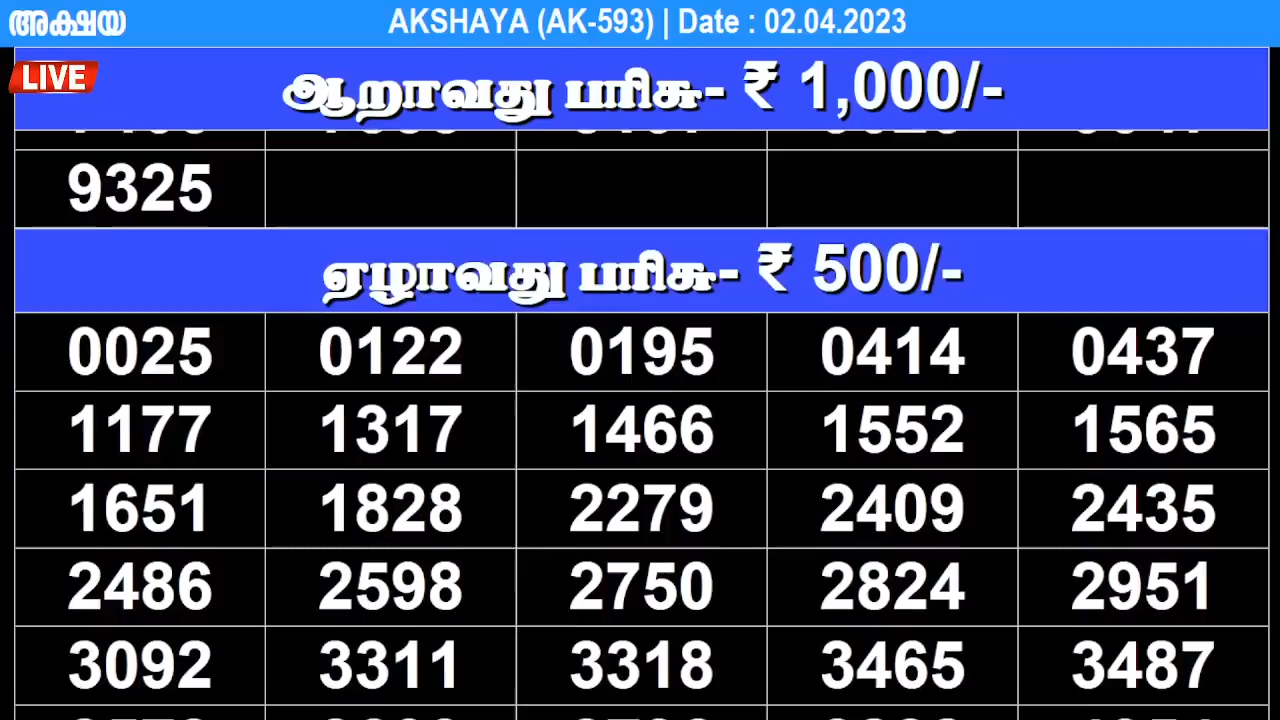 അക്ഷയ AKSHAYA (AK-593) | Date : 02.04.2023
LIVE
ஆறாவது பரிசு- ₹ 1,000/-
9325
ஏழாவது பரிசு- ₹ 500/-
0025 0122 0195 0414 0437
1177 1317 1466 1552 1565
1651 1828 2279 2409 2435
2486 2598 2750 2824 2951
3092 3311 3318 3465 3487